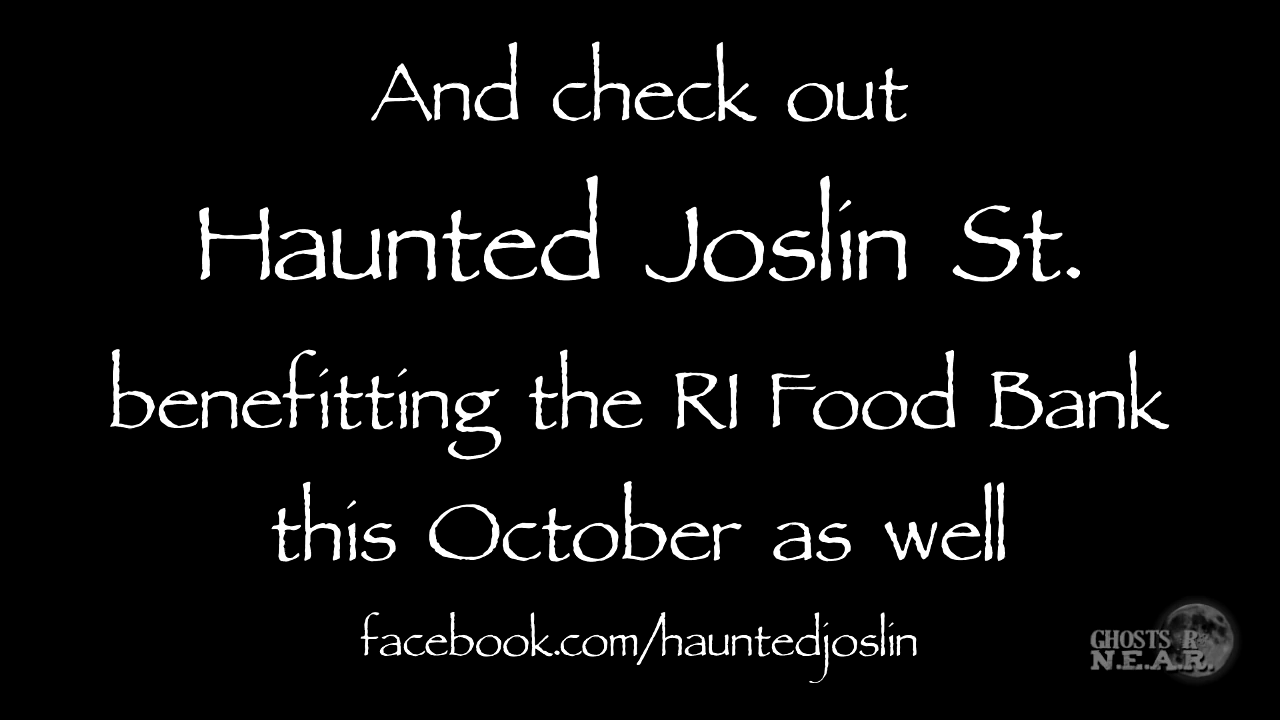 And check out
Haunted Joslin St.
benefitting the RI Food Bank
this October as well
facebook.com/hauntedjoslin
GHOSTS R
N.E.A.R.